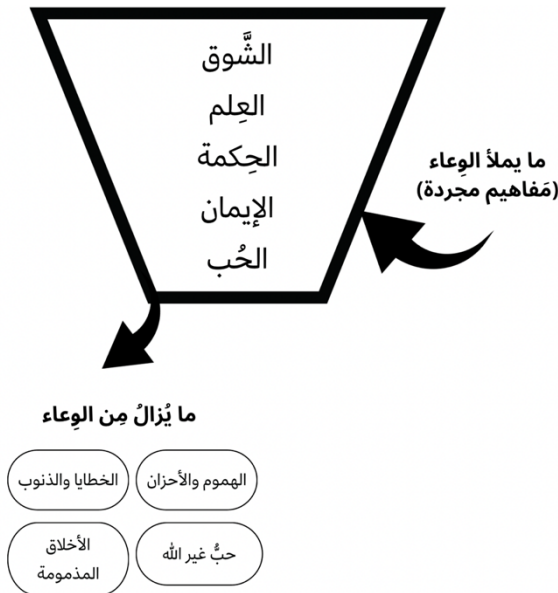 الشَّوق
العِلم
الحِكمة
الإيمان
الحُب
ما يملأ الوِعاء
(مَفاهيم مجردة)
ما يُزالُ مِن الوِعاء
الهموم والأحزان
الخطايا والذنوب
حبُّ غير الله
الأخلاق
المذمومة